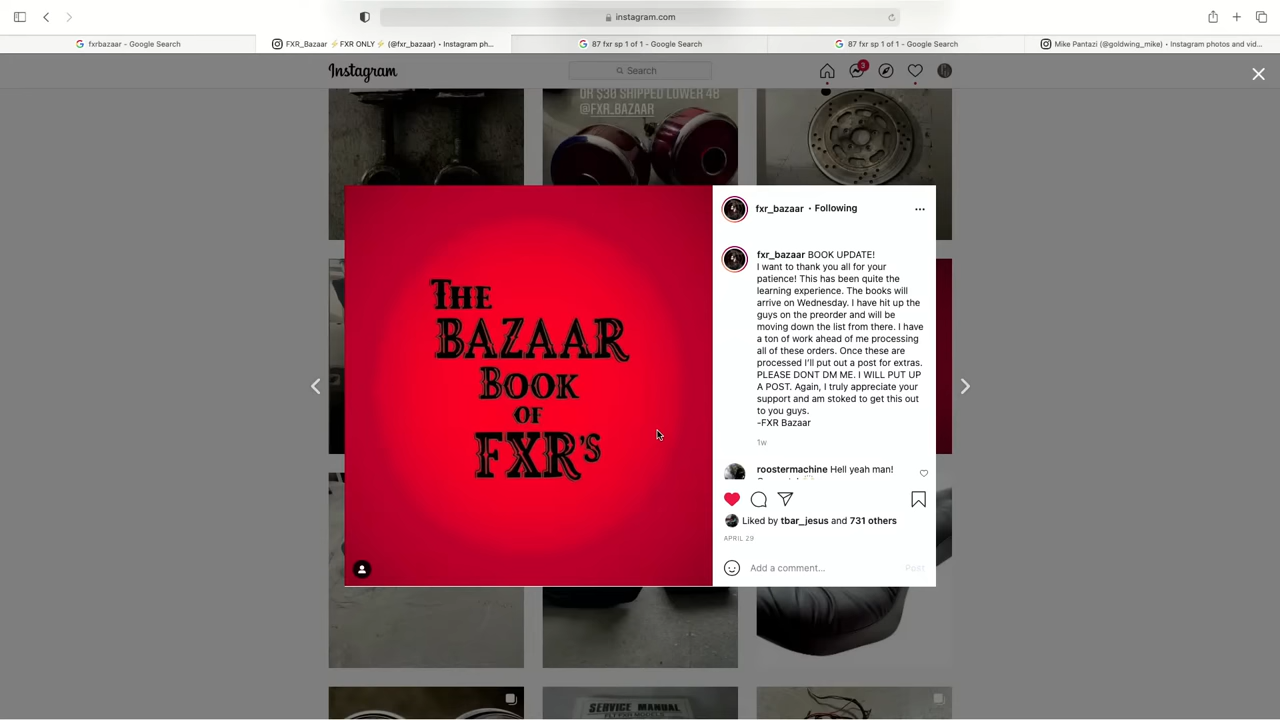 instagram.com
fxrbazaar - Google Search
FXR_Bazaar ⚡FXR ONLY ⚡ (@fxr_bazaar) • Instagram ph...
87 fxr sp 1 of 1 - Google Search
87 fxr sp 1 of 1 - Google Search
Mike Pantazi (@goldwing_mike) • Instagram photos and vid...
Instagram
Search
3
OR $30 SHIPPED LOWER 48
@FXR_BAZAAR
THE
BAZAAR
BOOK
OF
FXR'S
fxr_bazaar • Following
fxr_bazaar BOOK UPDATE!
I want to thank you all for your
patience! This has been quite the
learning experience. The books will
arrive on Wednesday. I have hit up the
guys on the preorder and will be
moving down the list from there. I have
a ton of work ahead of me processing
all of these orders. Once these are
processed I'll put out a post for extras.
PLEASE DONT DM ME. I WILL PUT UP
A POST. Again, I truly appreciate your
support and am stoked to get this out
to you guys.
-FXR Bazaar
1w
roostermachine Hell yeah man!
Liked by tbar_jesus and 731 others
APRIL 29
Add a comment...
Post
SERVICE MANUAL